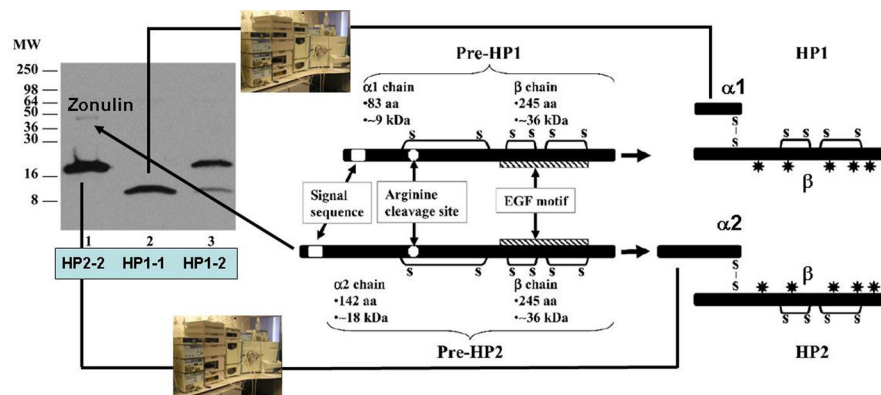 MW
250
98
64
50
36
30
16
8
Zonulin
1 2 3
HP2-2 HP1-1 HP1-2
Pre-HP1
α1 chain
•83 aa
•~9 kDa
β chain
•245 aa
•~36 kDa
S S S S S S
Signal
sequence
Arginine
cleavage site
EGF motif
S S S S S S
α2 chain
•142 aa
•~18 kDa
β chain
•245 aa
•~36 kDa
Pre-HP2
HP1
α1
S
S
S S S S
β
α2
S
S
β
S S S S
HP2